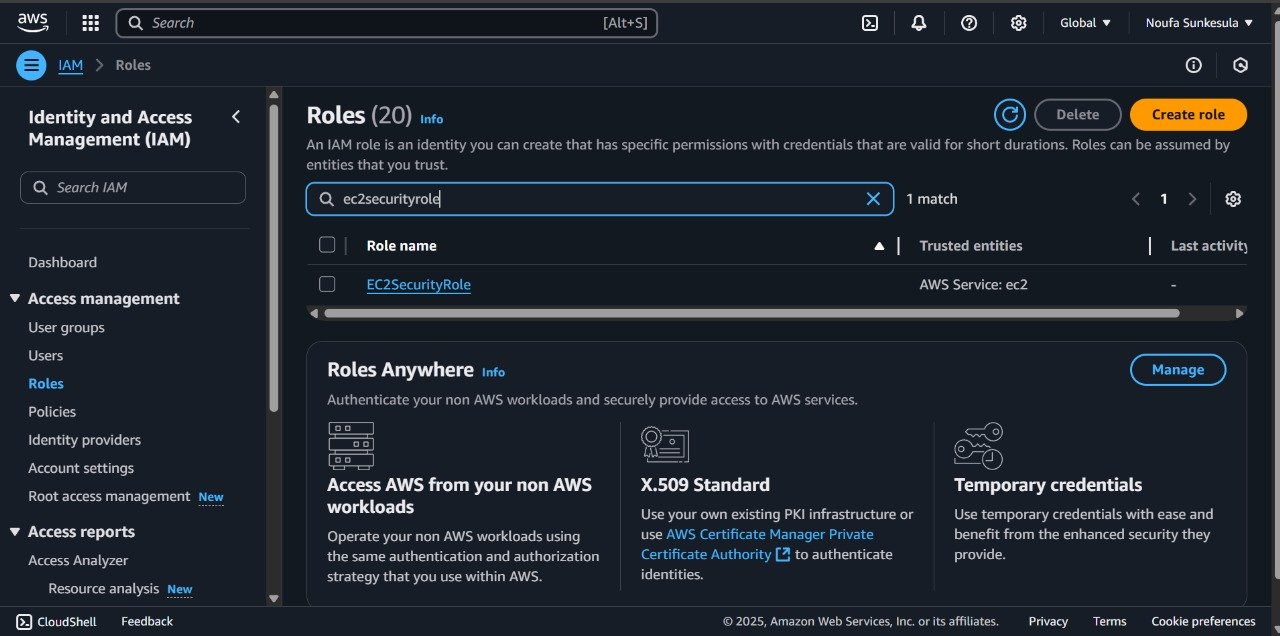 aws
Search [Alt+S]
Global
Noufa Sunkesula
IAM
Roles
Identity and Access
Management (IAM)
Search IAM
Dashboard
Access management
User groups
Users
Roles
Policies
Identity providers
Account settings
Root access management New
Access reports
Access Analyzer
Resource analysis New
Roles (20) Info
Delete
Create role
An IAM role is an identity you can create that has specific permissions with credentials that are valid for short durations. Roles can be assumed by
entities that you trust.
ec2securityrole
1 match
1
Role name
Trusted entities
Last activity
EC2SecurityRole
AWS Service: ec2
-
Roles Anywhere Info
Manage
Authenticate your non AWS workloads and securely provide access to AWS services.
Access AWS from your non AWS
workloads
Operate your non AWS workloads using
the same authentication and authorization
strategy that you use within AWS.
X.509 Standard
Use your own existing PKI infrastructure or
use AWS Certificate Manager Private
Certificate Authority to authenticate
identities.
Temporary credentials
Use temporary credentials with ease and
benefit from the enhanced security they
provide.
CloudShell
Feedback
© 2025, Amazon Web Services, Inc. or its affiliates.
Privacy
Terms
Cookie preferences